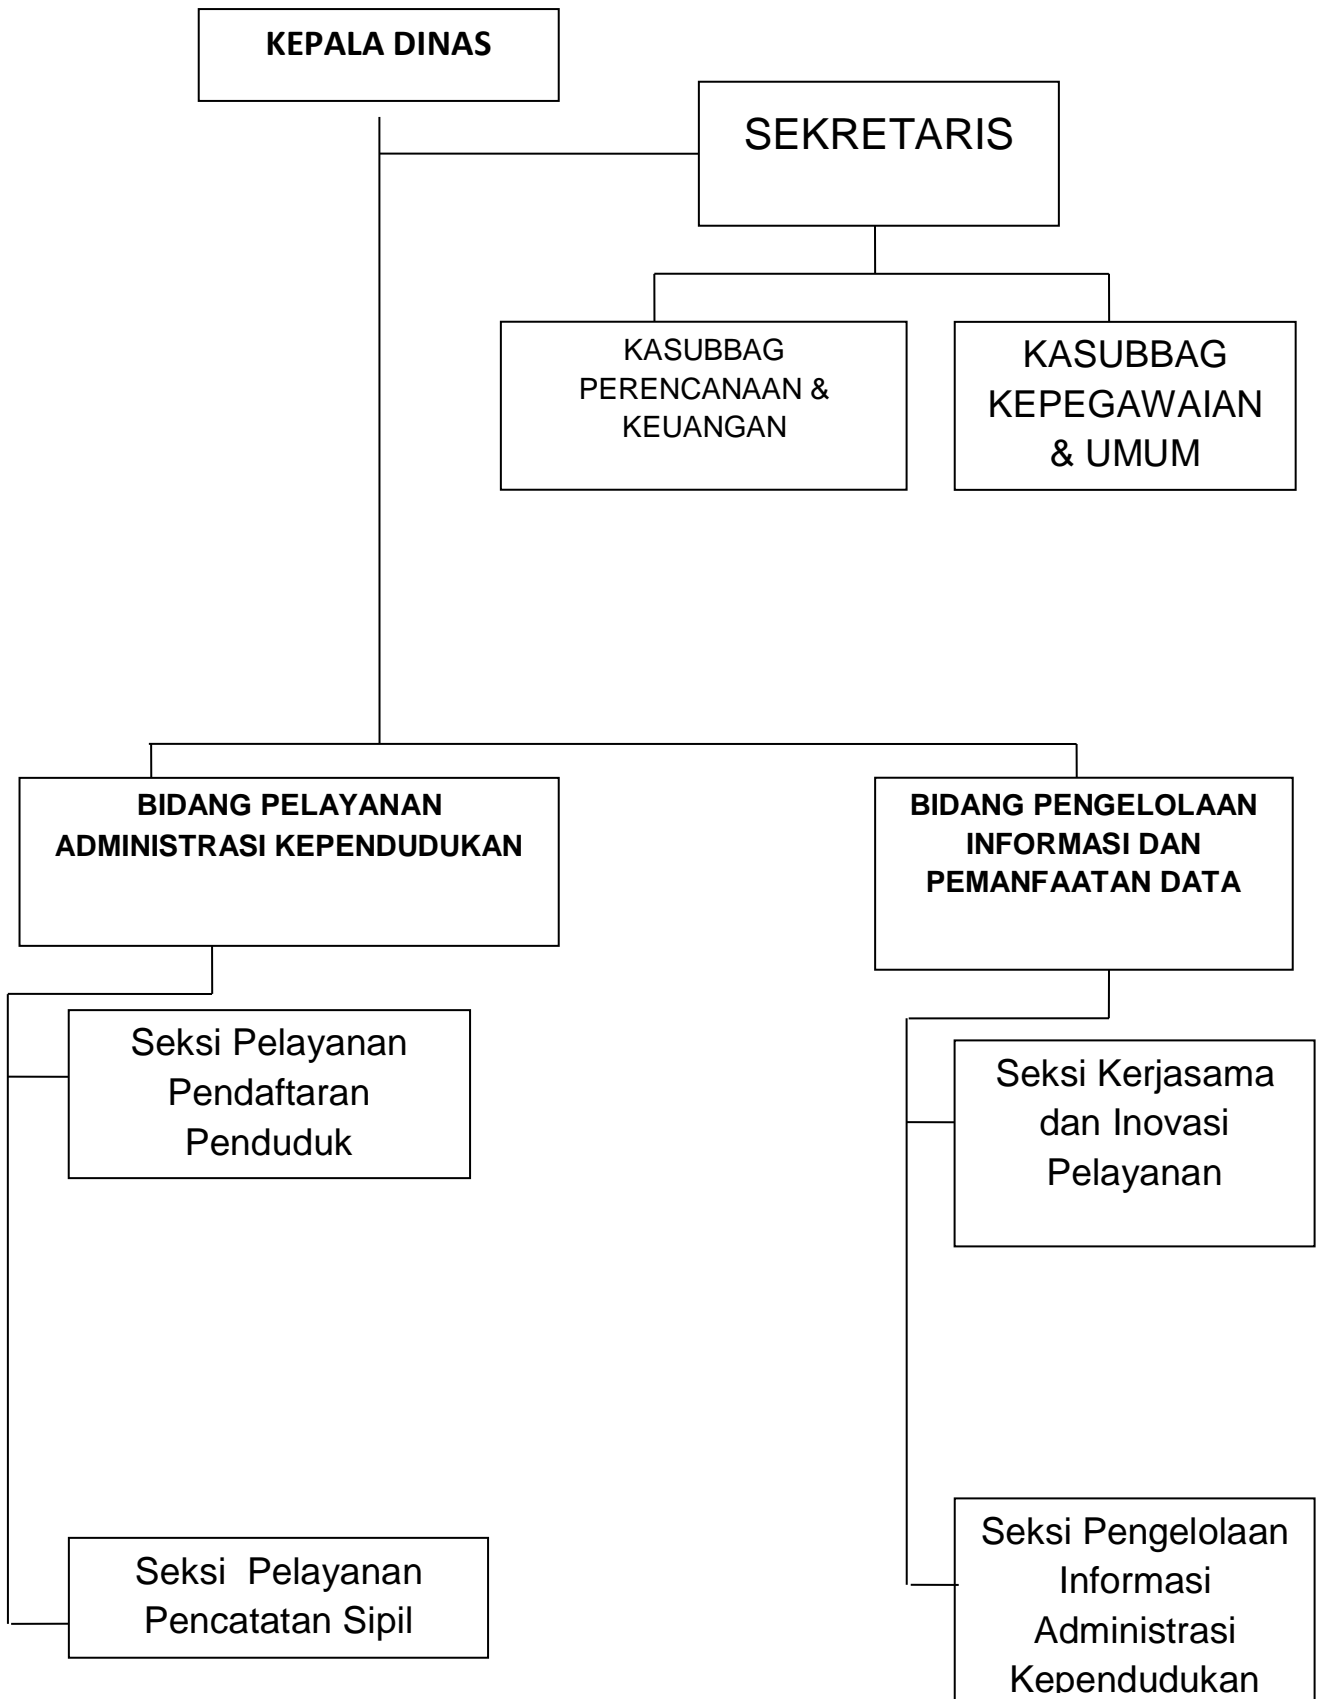 KEPALA DINAS
SEKRETARIS
KASUBBAG
PERENCANAAN &
KEUANGAN
KASUBBAG
KEPEGAWAIAN
& UMUM
BIDANG PELAYANAN
ADMINISTRASI KEPENDUDUKAN
BIDANG PENGELOLAAN
INFORMASI DAN
PEMANFAATAN DATA
Seksi Pelayanan
Pendaftaran
Penduduk
Seksi Kerjasama
dan Inovasi
Pelayanan
Seksi  Pelayanan
Pencatatan Sipil
Seksi Pengelolaan
Informasi
Administrasi
Kependudukan